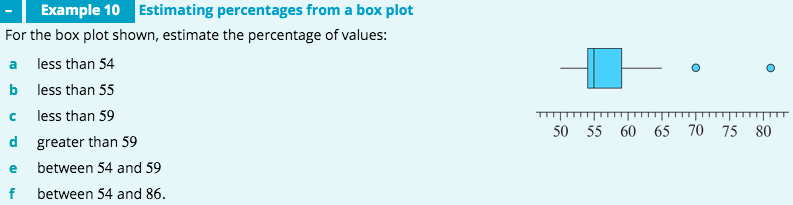 – Example 10 Estimating percentages from a box plot
For the box plot shown, estimate the percentage of values:
a less than 54
b less than 55
c less than 59
d greater than 59
e between 54 and 59
f between 54 and 86.
50 55 60 65 70 75 80